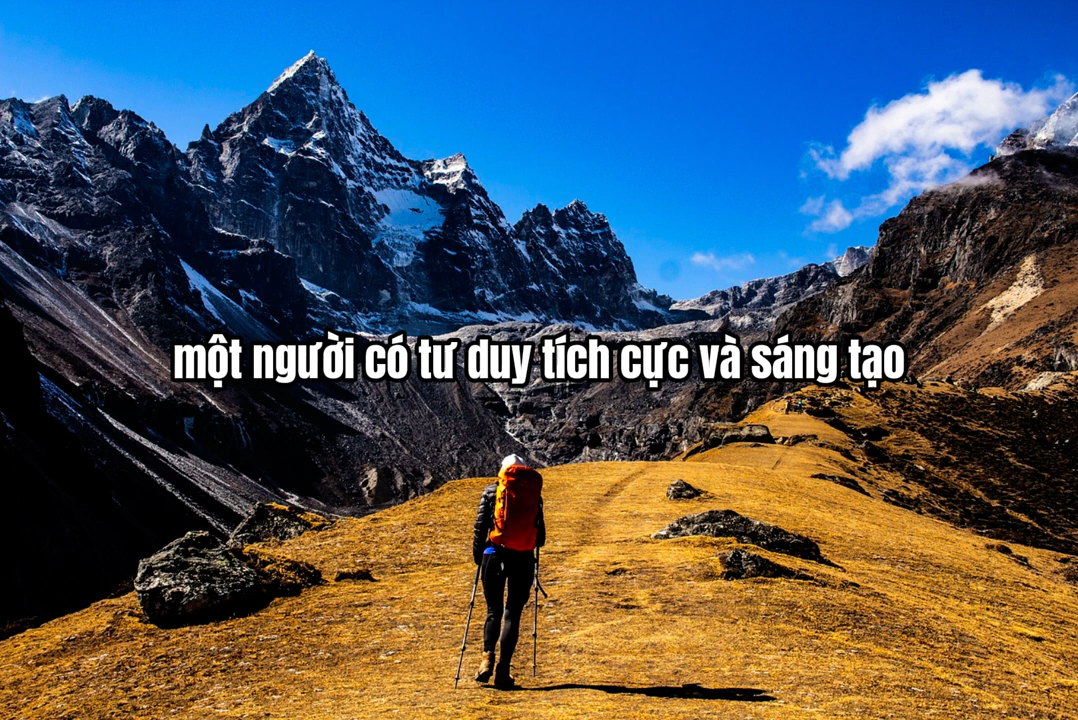 một người có tư duy tích cực và sáng tạo